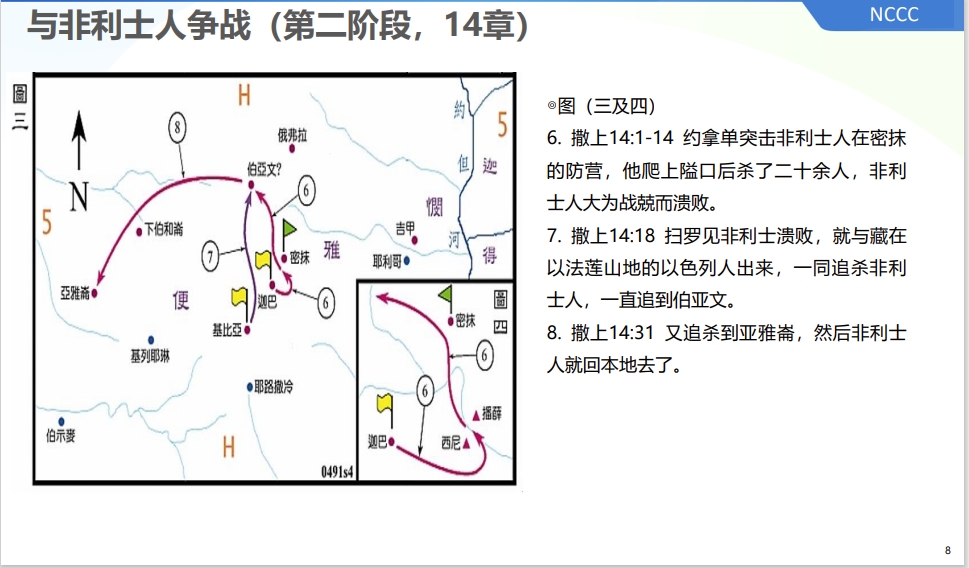 NCCC
与非利士人争战（第二阶段，14章）
圖三
H
5
約但河
⑧
俄弗拉
伯亞文?
迦得
6
N
憫
5
下伯和崙
吉甲
雅
7
密抹
耶利哥
亞雅崙
便
迦巴
6
基比亞
基列耶琳
耶路撒冷
伯示麥
H
0491s4
圖四
密抹
6
6
播薛
迦巴
西尼
◎图（三及四）
6. 撒上14:1-14 约拿单突击非利士人在密抹
的防营，他爬上隘口后杀了二十余人，非利
士人大为战兢而溃败。
7. 撒上14:18 扫罗见非利士溃败，就与藏在
以法莲山地的以色列人出来，一同追杀非利
士人，一直追到伯亚文。
8. 撒上14:31 又追杀到亚雅崙，然后非利士
人就回本地去了。
8